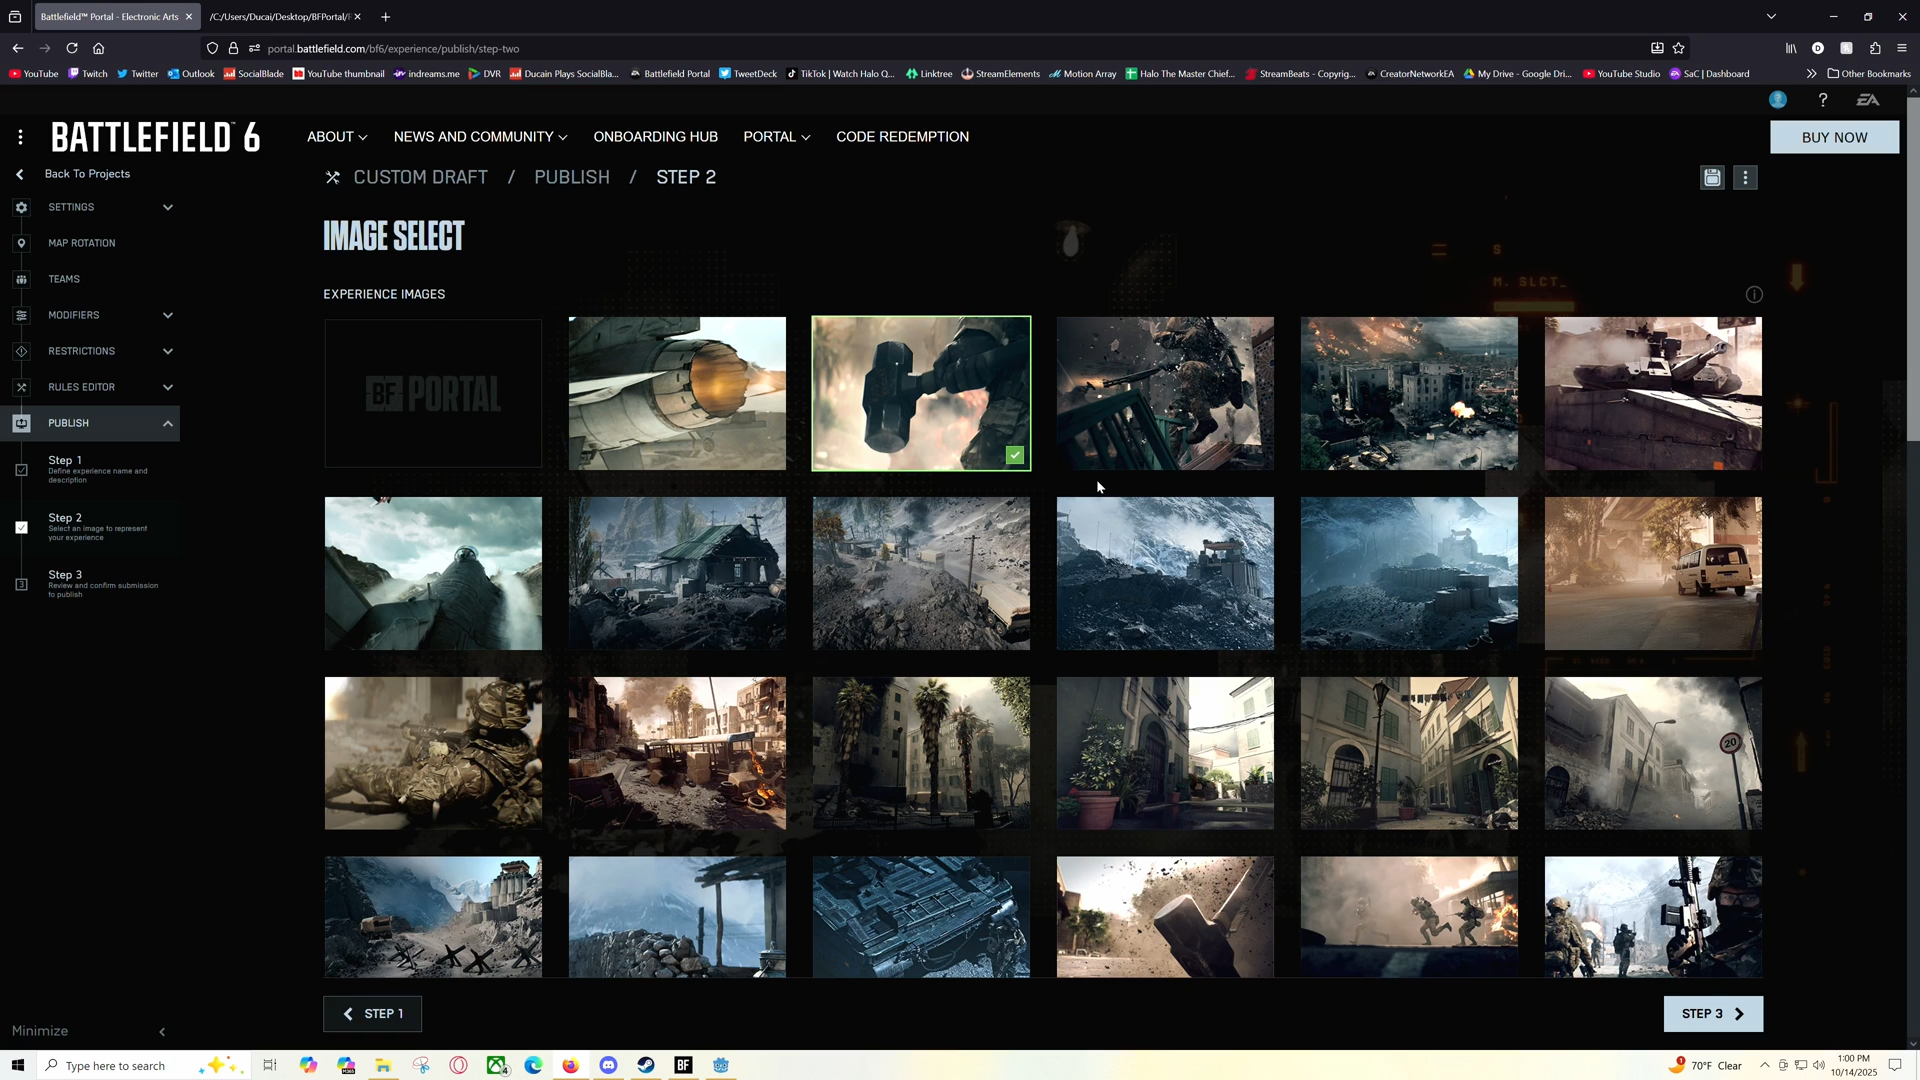 Battlefield™ Portal - Electronic Arts
/C:/Users/Ducai/Desktop/BFPortal/
portal.battlefield.com/bf6/experience/publish/step-two
YouTube
Twitch
Twitter
Outlook
SocialBlade
YouTube thumbnail
indreams.me
DVR
Ducain Plays SocialBla...
Battlefield Portal
TweetDeck
TikTok | Watch Halo Q...
Linktree
StreamElements
Motion Array
Halo The Master Chief...
StreamBeats - Copyrig...
CreatorNetworkEA
My Drive - Google Dri...
YouTube Studio
SaC | Dashboard
Other Bookmarks
BATTLEFIELD™ 6
ABOUT
NEWS AND COMMUNITY
ONBOARDING HUB
PORTAL
CODE REDEMPTION
BUY NOW
Back To Projects
CUSTOM DRAFT / PUBLISH / STEP 2
SETTINGS
MAP ROTATION
TEAMS
MODIFIERS
RESTRICTIONS
RULES EDITOR
PUBLISH
Step 1
Define experience name and
description
Step 2
Select an image to represent
your experience
Step 3
Review and confirm submission
to publish
Minimize
IMAGE SELECT
EXPERIENCE IMAGES
M. SLCT_
BF PORTAL
20
STEP 1
STEP 3
Type here to search
70°F Clear
1:00 PM
10/14/2025